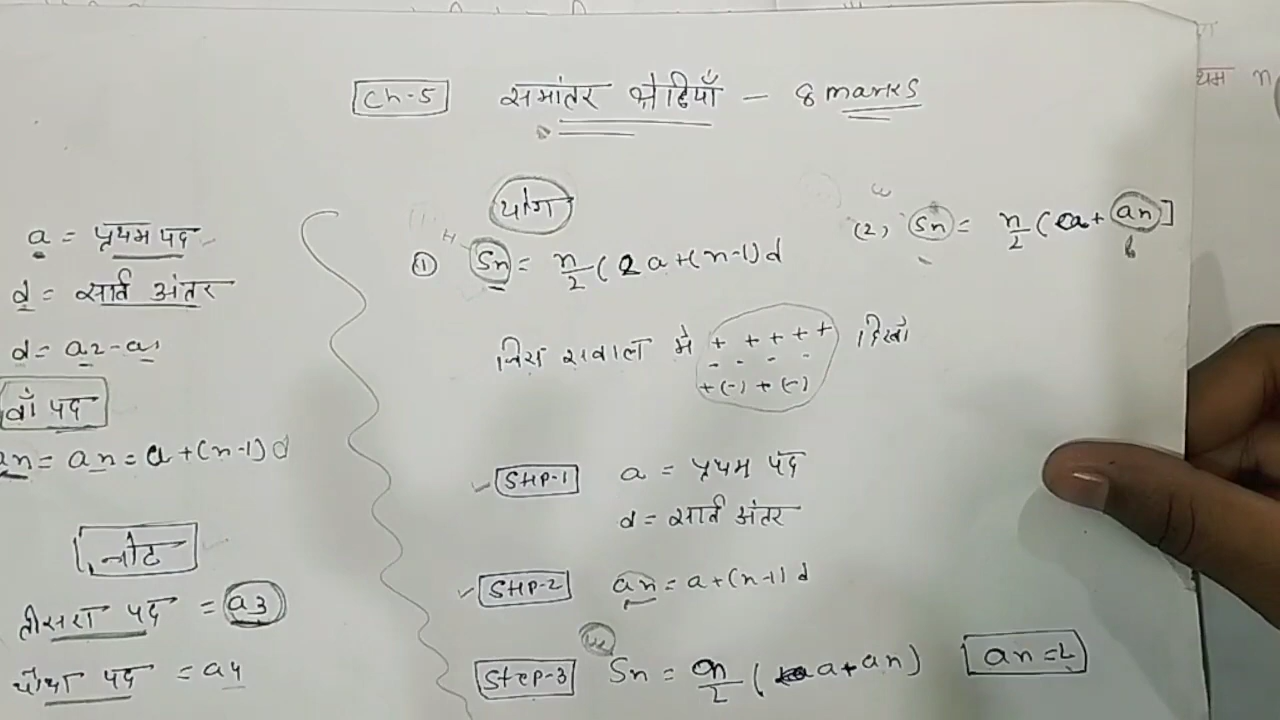 Ch-5 समांतर श्रेढियाँ - 8 marks
a = प्रथम पद
d = सार्व अंतर
d = a2-a1
वाँ पद
an = an = a+(n-1)d
नोट
तीसरा पद = a3
चौथा पद = a4
योग
① Sn = n/2 (2a+(n-1)d
(2) Sn = n/2 (a+an]
l
जिस सवाल में + + + + + दिखे
- - - -
+(-)+(-)
STEP-1 a = प्रथम पद
d = सार्व अंतर
STEP-2 an = a+(n-1)d
Step-3 Sn = n/2 (a+an) an=L
थम n